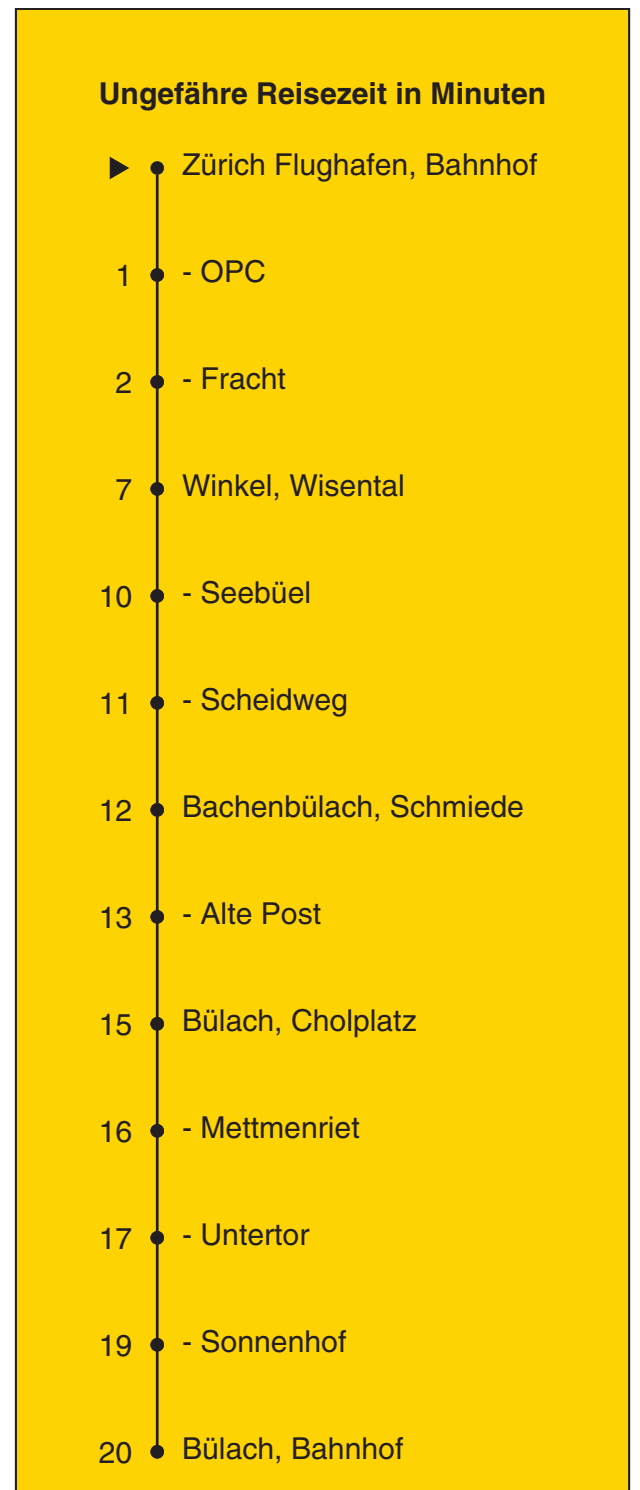 Ungefähre Reisezeit in Minuten
Zürich Flughafen, Bahnhof
1 - OPC
2 - Fracht
7 Winkel, Wisental
10 - Seebüel
11 - Scheidweg
12 Bachenbülach, Schmiede
13 - Alte Post
15 Bülach, Cholplatz
16 - Mettmenriet
17 - Untertor
19 - Sonnenhof
20 Bülach, Bahnhof